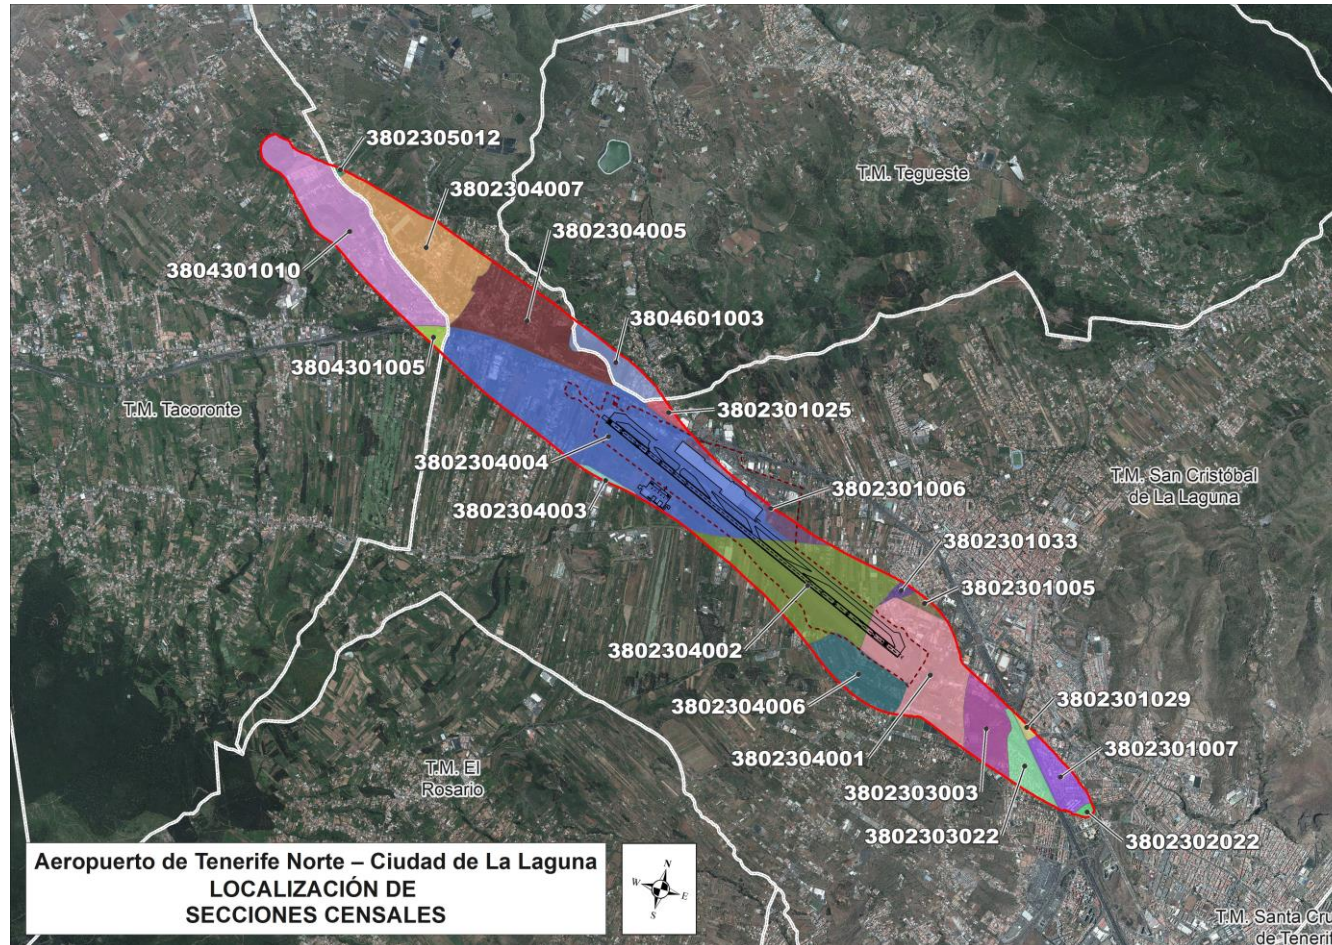 3802305012
3802304007
T.M. Tegueste
3802304005
3804301010
3804601003
3804301005
T.M. Tacoronte
3802301025
3802304004
T.M. San Cristóbal
de La Laguna
3802301006
3802304003
3802301033
3802301005
3802304002
3802304006
3802301029
3802301007
3802304001
T.M. El
Rosario
3802303003
3802303022
3802302022
Aeropuerto de Tenerife Norte – Ciudad de La Laguna
LOCALIZACIÓN DE
SECCIONES CENSALES
N
W
E
S
T.M. Santa Cru
de Tenerif